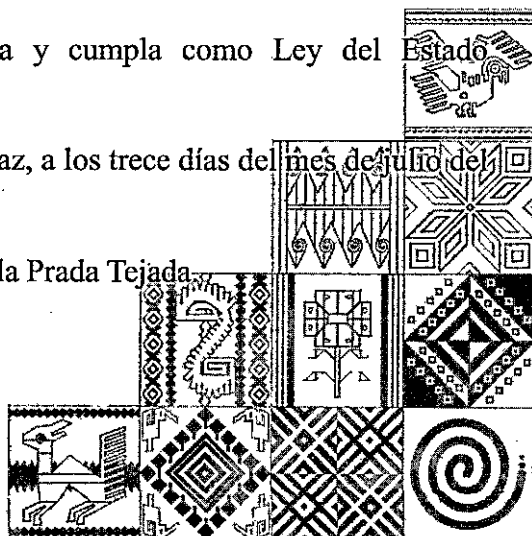 a y cumpla como Ley del Estado
az, a los trece días del mes de julio del
la Prada Tejada